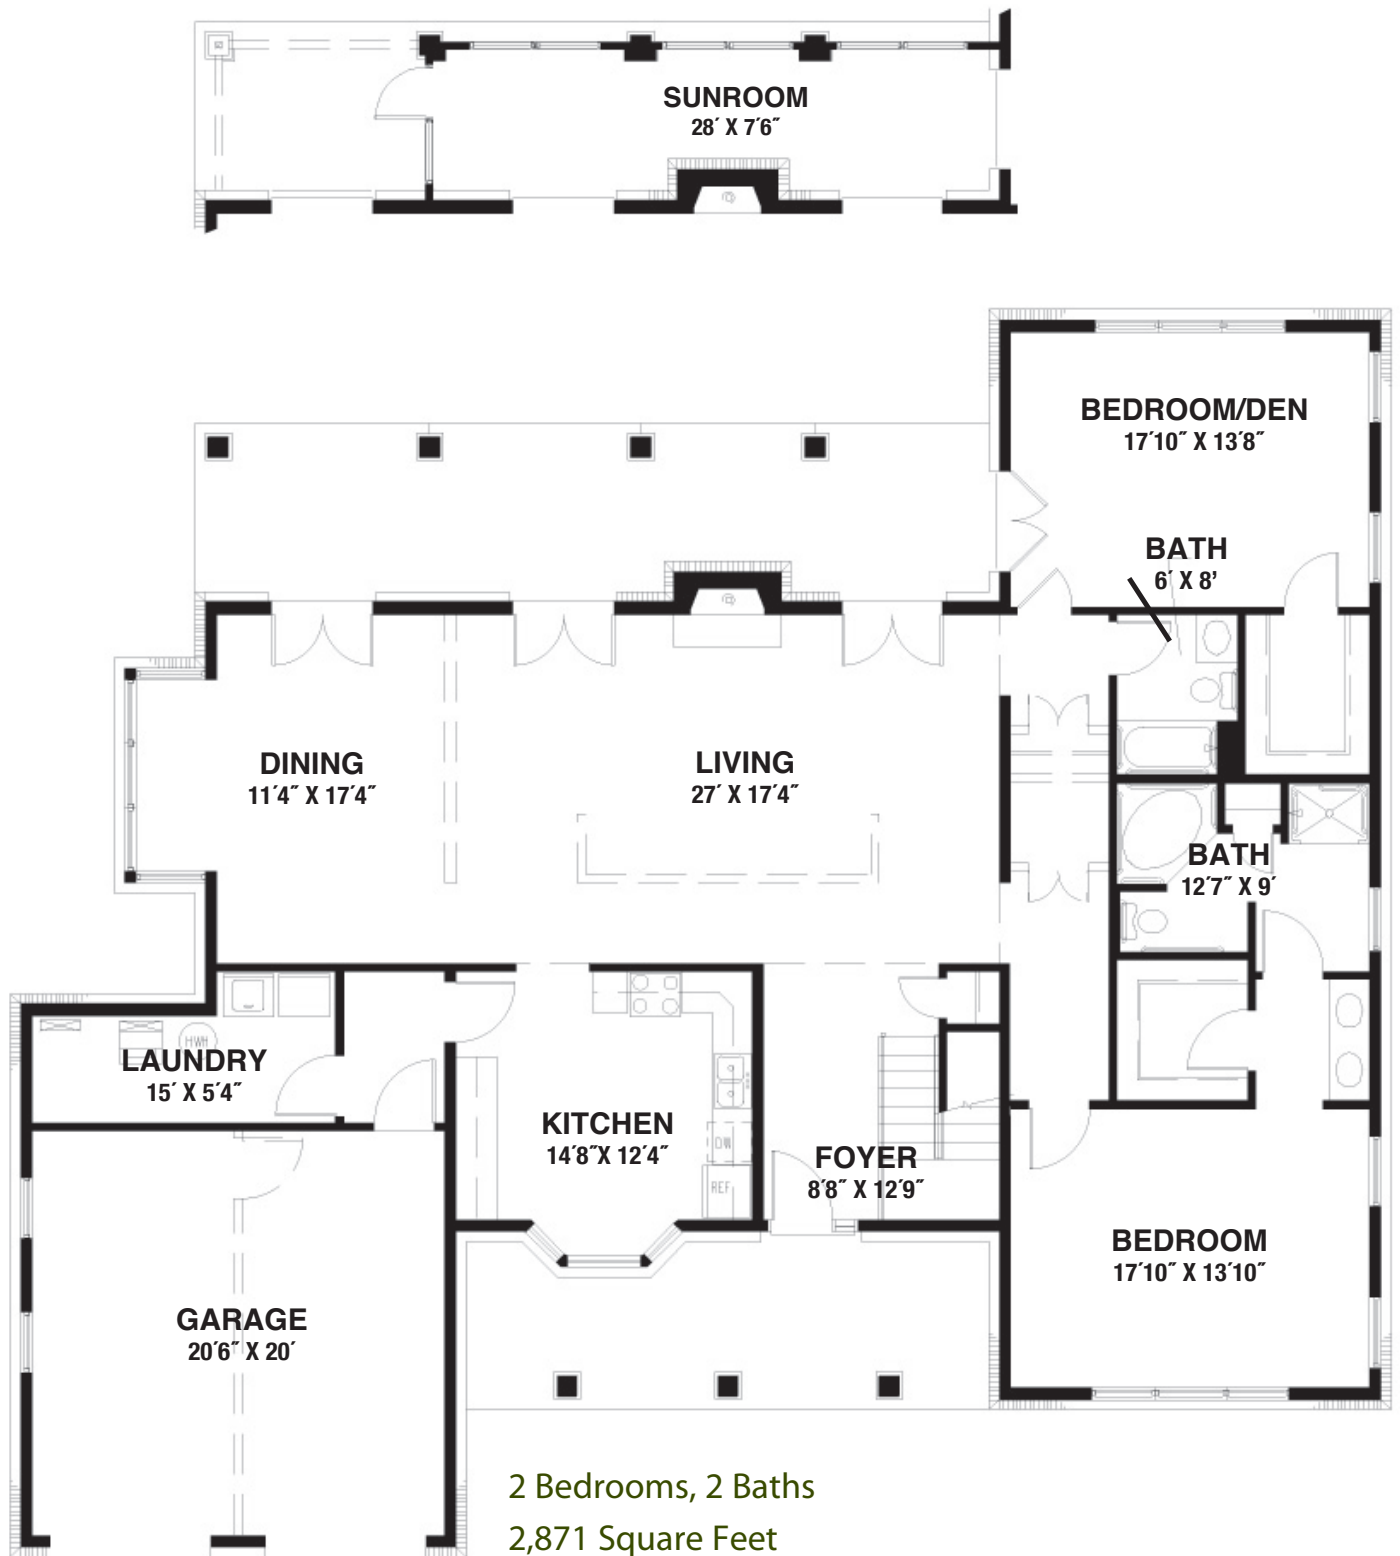 SUNROOM
28′ X 7′6″
BEDROOM/DEN
17′10″ X 13′8″
BATH
6′ X 8’
DINING
11′4″ X 17′4″
LIVING
27′ X 17′4″
BATH
12′7″ X 9′
HWH
LAUNDRY
15′ X 5′4″
KITCHEN
14′8″X 12′4″
DW
REF
FOYER
8′8″ X 12′9″
BEDROOM
17′10″ X 13′10″
GARAGE
20′6″ X 20′
2 Bedrooms, 2 Baths
2,871 Square Feet